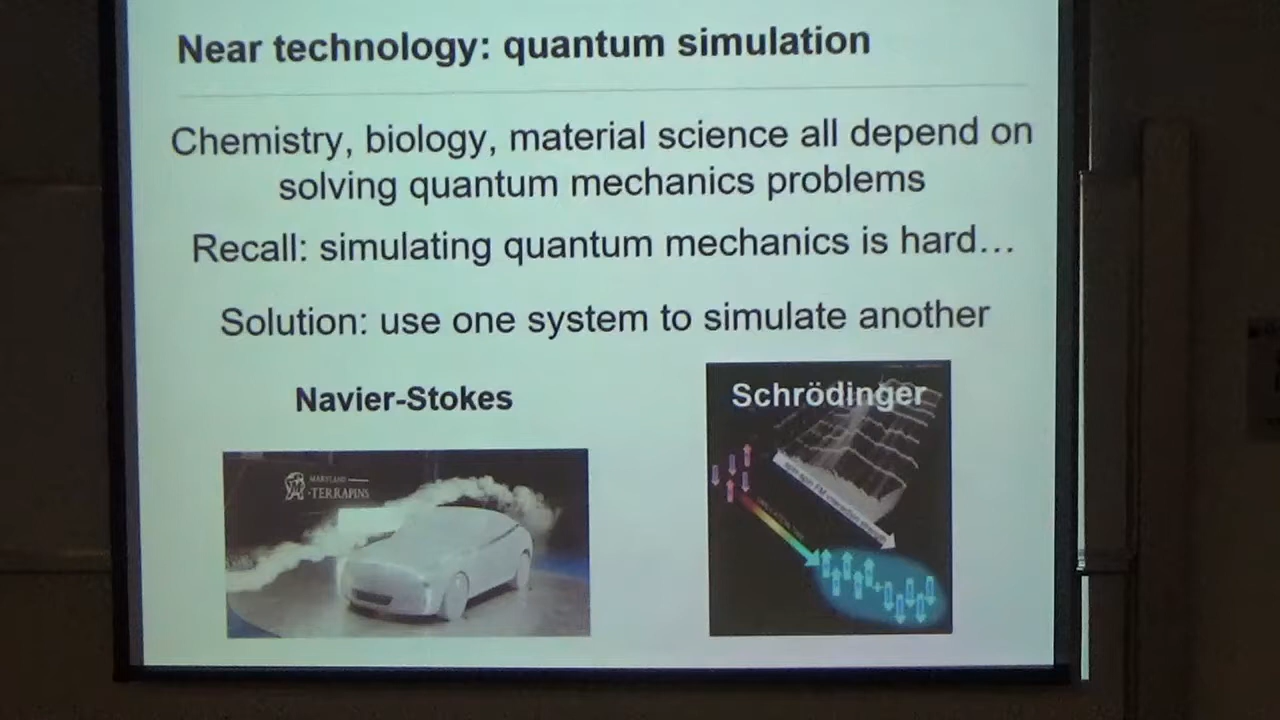 Near technology: quantum simulation
Chemistry, biology, material science all depend on
solving quantum mechanics problems
Recall: simulating quantum mechanics is hard…
Solution: use one system to simulate another
Navier-Stokes
Schrödinger
MARYLAND
TERRAPINS